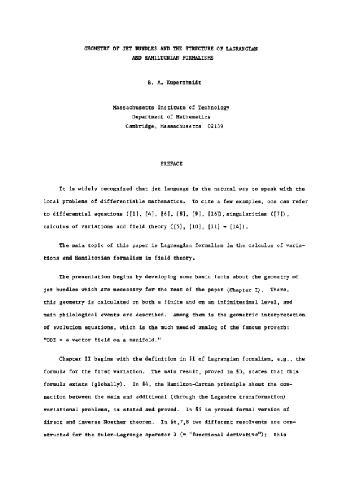 GEOMETRY OF JET BUNDLES AND THE STRUCTURE OF LAGRANGIAN
AND HAMILTONIAN FORMALISMS
B. A. Kupershmidt
Massachusetts Institute of Technology
Department of Mathematics
Cambridge, Massachusetts 02139
PREFACE
It is widely recognized that jet language is the natural way to speak with the
local problems of differentiable mathematics. To cite a few examples, one can refer
to differential equations ([1], [4], [6], [8], [9], [16]), singularities ([7]),
calculus of variations and field theory ([5], [10], [11] - [14]).
The main topic of this paper is Lagrangian formalism in the calculus of varia-
tions and Hamiltonian formalism in field theory.
The presentation begins by developing some basic facts about the geometry of
jet bundles which are necessary for the rest of the paper (Chapter I). There,
this geometry is calculated on both a finite and on an infinitesimal level, and
main philological events are described. Among them is the geometric interpretation
of evolution equations, which is the much needed analog of the famous proverb:
"ODE = a vector field on a manifold."
Chapter II begins with the definition in §1 of Lagrangian formalism, e.g., the
formula for the first variation. The main result, proved in §3, states that this
formula exists (globally). In §4, the Hamilton-Cartan principle about the con-
nection between the main and additional (through the Legendre transformation)
variational problems, is stated and proved. In §5 is proved formal version of
direct and inverse Noether theorem. In §6,7,8 two different resolvents are con-
structed for the Euler-Lagrange operator δ (= "functional derivative"); this